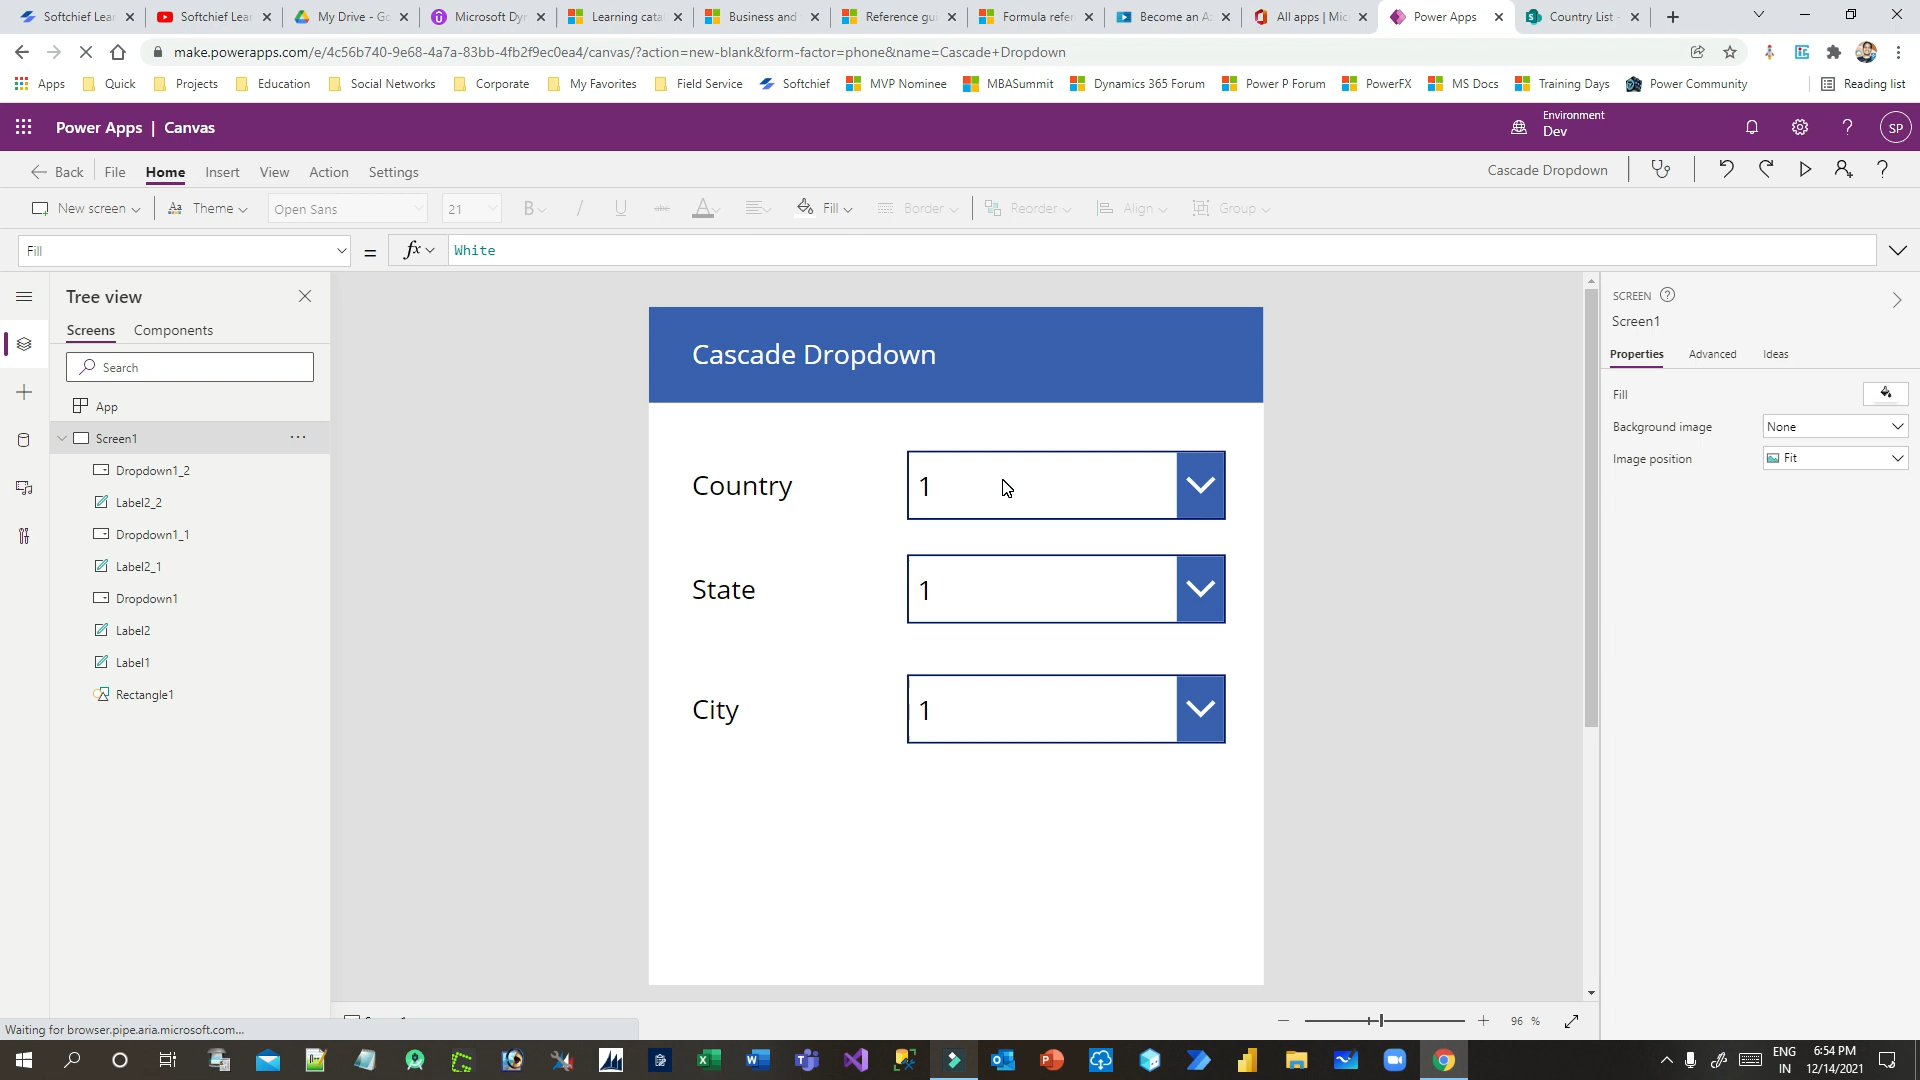 Softchief Lear
Softchief Lear
My Drive - Go
Microsoft Dyn
Learning cata
Business and
Reference gu
Formula refer
Become an A
All apps | Mic
Power Apps
Country List -
make.powerapps.com/e/4c56b740-9e68-4a7a-83bb-4fb2f9ec0ea4/canvas/?action=new-blank&form-factor=phone&name=Cascade+Dropdown
Apps
Quick
Projects
Education
Social Networks
Corporate
My Favorites
Field Service
Softchief
MVP Nominee
MBASummit
Dynamics 365 Forum
Power P Forum
PowerFX
MS Docs
Training Days
Power Community
Reading list
Power Apps | Canvas
Environment
Dev
SP
Back
File
Home
Insert
View
Action
Settings
Cascade Dropdown
New screen
Theme
Open Sans
21
B
I
U
abc
A
Fill
Border
Reorder
Align
Group
Fill
=
fx
White
Tree view
Screens
Components
Search
App
Screen1
Dropdown1_2
Label2_2
Dropdown1_1
Label2_1
Dropdown1
Label2
Label1
Rectangle1
Cascade Dropdown
Country
1
State
1
City
1
SCREEN
Screen1
Properties
Advanced
Ideas
Fill
Background image
None
Image position
Fit
Waiting for browser.pipe.aria.microsoft.com...
96 %
ENG
IN
6:54 PM
12/14/2021